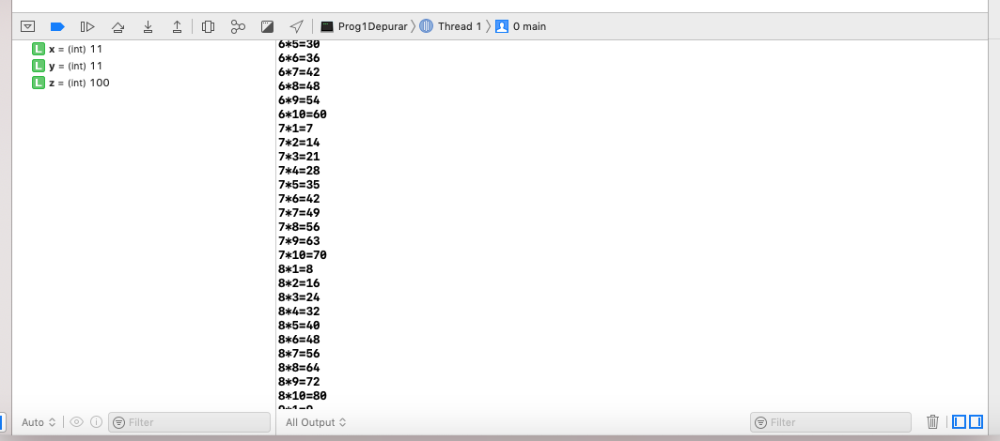 Prog1Depurar
Thread 1
0 main
L x = (int) 11
L y = (int) 11
L z = (int) 100
6*5=30
6*6=36
6*7=42
6*8=48
6*9=54
6*10=60
7*1=7
7*2=14
7*3=21
7*4=28
7*5=35
7*6=42
7*7=49
7*8=56
7*9=63
7*10=70
8*1=8
8*2=16
8*3=24
8*4=32
8*5=40
8*6=48
8*7=56
8*8=64
8*9=72
8*10=80
9*1=9
Auto
Filter
All Output
Filter